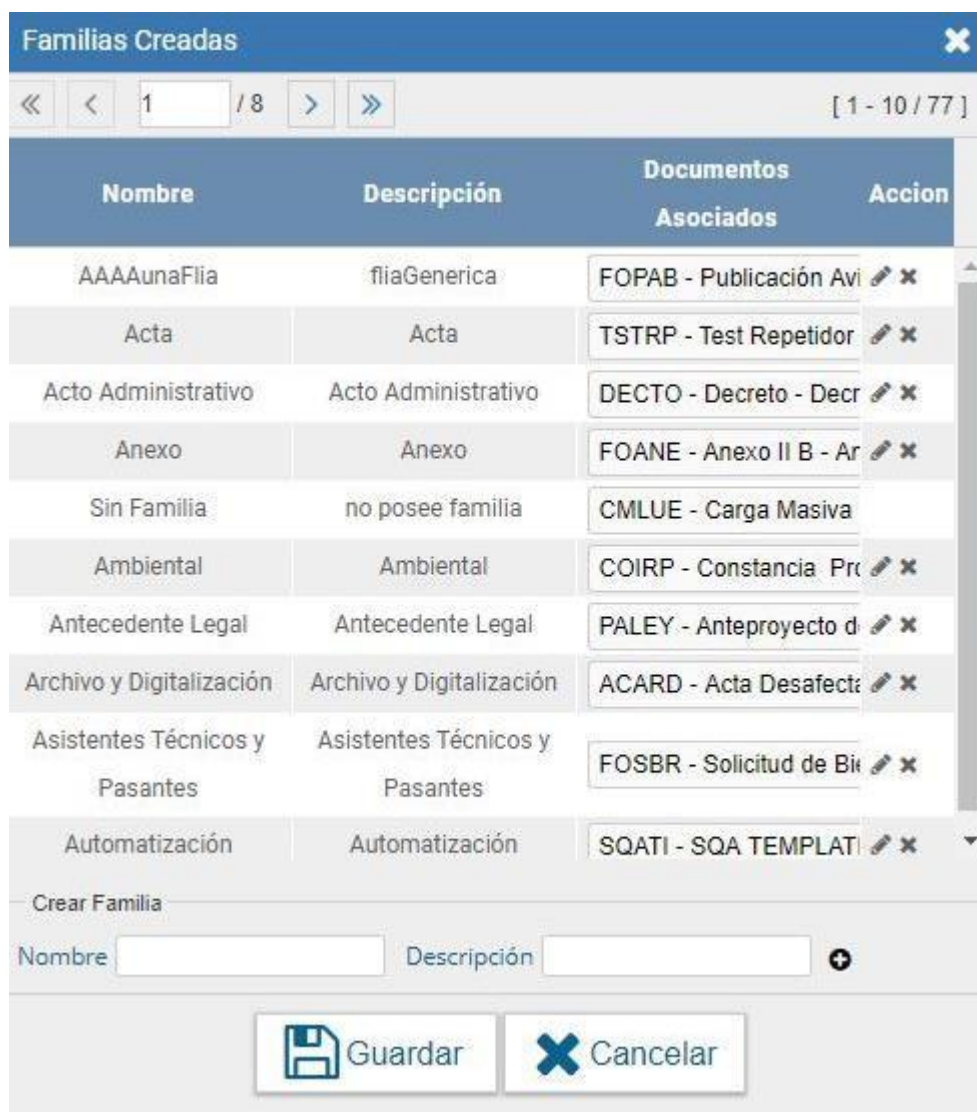 Familias Creadas
1 / 8 [ 1 - 10 / 77 ]
Nombre Descripción Documentos Asociados Accion
AAAAunaFlia fliaGenerica FOPAB - Publicación Avi
Acta Acta TSTRP - Test Repetidor
Acto Administrativo Acto Administrativo DECTO - Decreto - Decr
Anexo Anexo FOANE - Anexo II B - Ar
Sin Familia no posee familia CMLUE - Carga Masiva
Ambiental Ambiental COIRP - Constancia Pro
Antecedente Legal Antecedente Legal PALEY - Anteproyecto d
Archivo y Digitalización Archivo y Digitalización ACARD - Acta Desafecta
Asistentes Técnicos y Pasantes Asistentes Técnicos y Pasantes FOSBR - Solicitud de Bie
Automatización Automatización SQATI - SQA TEMPLATI
Crear Familia
Nombre Descripción
Guardar Cancelar